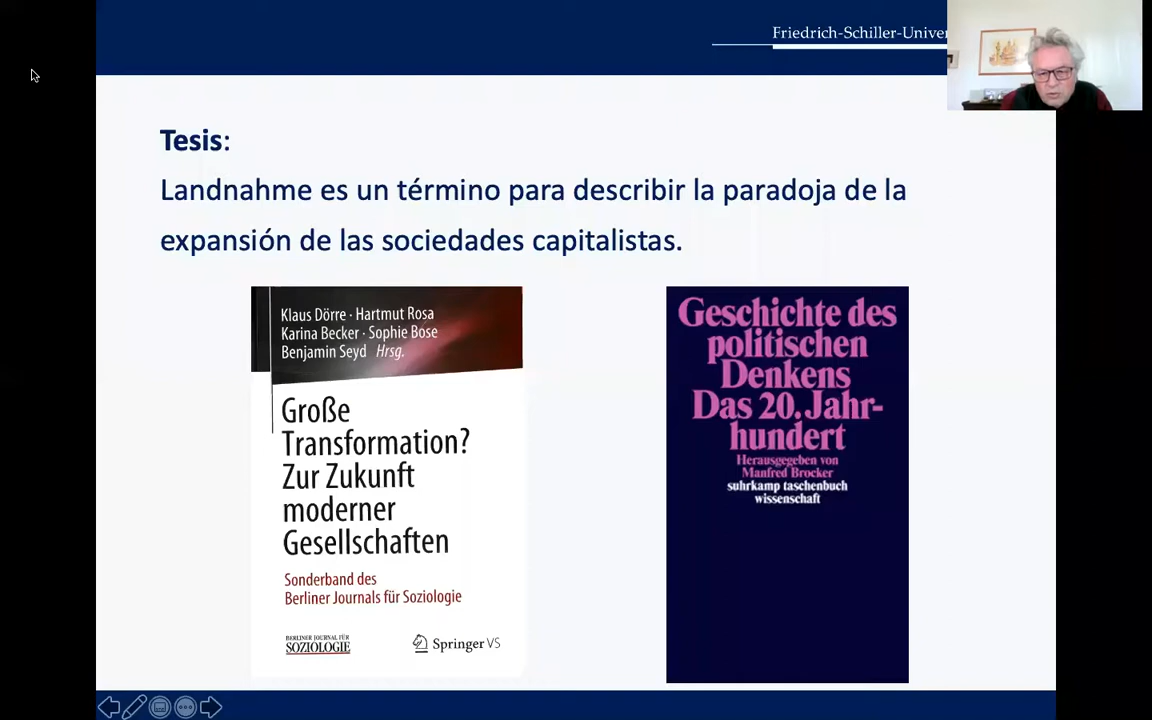 Friedrich-Schiller-Univer
Tesis:
Landnahme es un término para describir la paradoja de la
expansión de las sociedades capitalistas.
Klaus Dörre · Hartmut Rosa
Karina Becker · Sophie Bose
Benjamin Seyd Hrsg.
Große
Transformation?
Zur Zukunft
moderner
Gesellschaften
Sonderband des
Berliner Journals für Soziologie
BERLINER JOURNAL FÜR
SOZIOLOGIE
Springer VS
Geschichte des
politischen
Denkens
Das 20. Jahr-
hundert
Herausgegeben von
Manfred Brocker
suhrkamp taschenbuch
wissenschaft